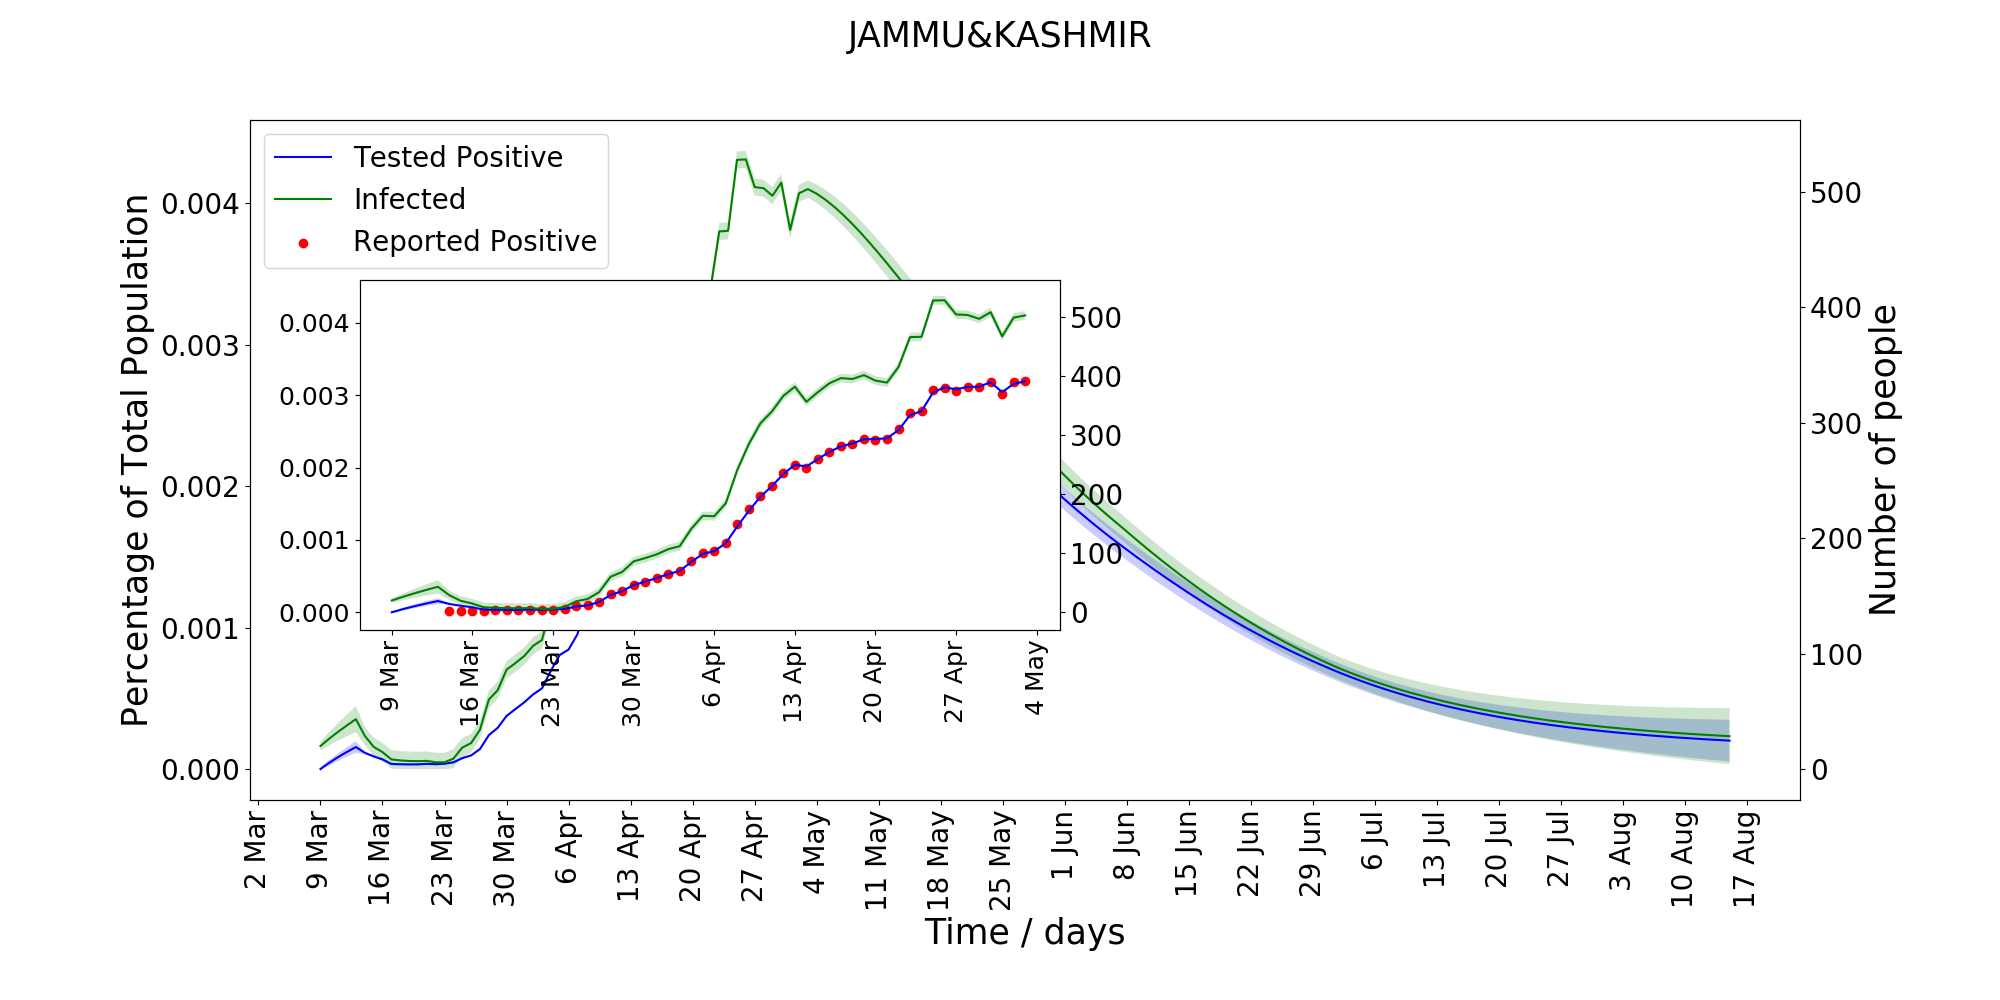 JAMMU&KASHMIR
Tested Positive
Infected
Reported Positive
Percentage of Total Population
0.004
0.003
0.002
0.001
0.000
500
400
300
200
100
0
Number of people
0.004
0.003
0.002
0.001
0.000
500
400
300
200
100
0
9 Mar
16 Mar
23 Mar
30 Mar
6 Apr
13 Apr
20 Apr
27 Apr
4 May
2 Mar
9 Mar
16 Mar
23 Mar
30 Mar
6 Apr
13 Apr
20 Apr
27 Apr
4 May
11 May
18 May
25 May
1 Jun
8 Jun
15 Jun
22 Jun
29 Jun
6 Jul
13 Jul
20 Jul
27 Jul
3 Aug
10 Aug
17 Aug
Time / days